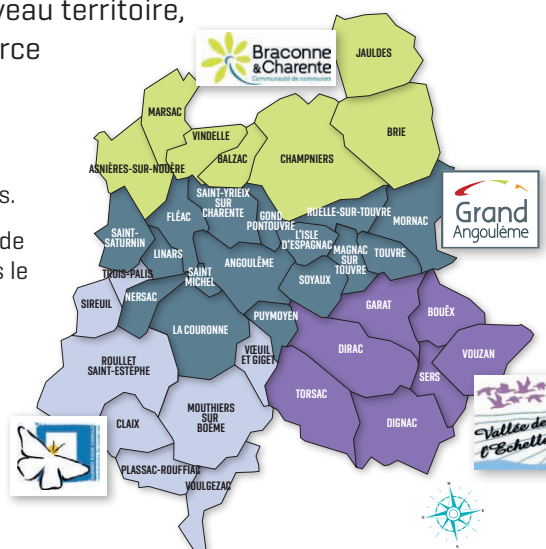 veau territoire,
rce
Braconne
&Charente
Communauté de communes
JAULDES
MARSAC
BRIE
VINDELLE
BALZAC
CHAMPNIERS
ASNIÈRES-SUR-NOUÈRE
s.
de
s le
SAINT-YRIEIX
SUR
CHARENTE
FLÉAC
GOND
PONTOUVRE
RUELLE-SUR-TOUVRE
MORNAC
Grand
Angoulême
SAINT-
SATURNIN
L'ISLE
D'ESPAGNAC
LINARS
MAGNAC
SUR
TOUVRE
TOUVRE
ANGOULÊME
TROIS-PALIS
SAINT
MICHEL
SOYAUX
SIREUIL
NERSAC
GARAT
BOUËX
PUYMOYEN
LA COURONNE
VŒUIL
ET GIGET
DIRAC
VOUZAN
ROULLET
SAINT-ESTÈPHE
SERS
TORSAC
CLAIX
MOUTHIERS
SUR
BOËME
DIGNAC
Vallée de
l'Echelle
PLASSAC-ROUFFIAC
VOULGEZAC